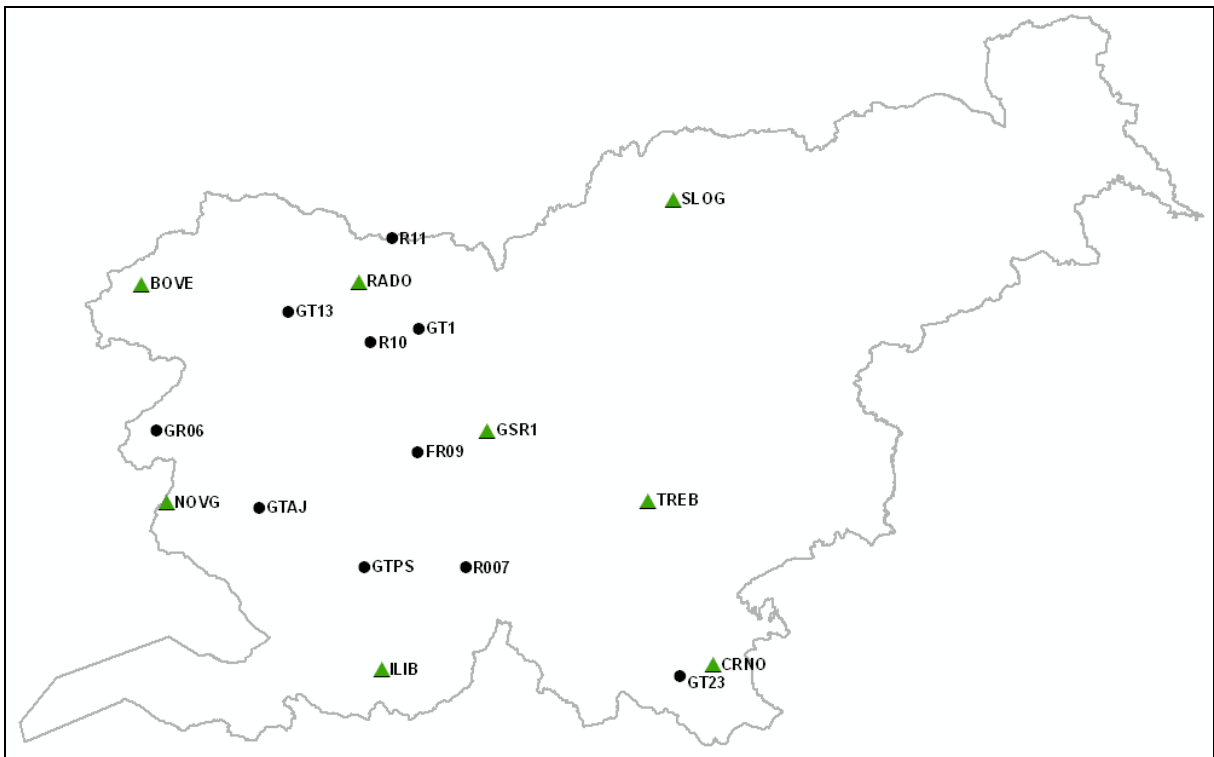 SLOG
R11
BOVE
RADO
GT13
GT1
R10
GR06
GSR1
FR09
NOVG
GTAJ
TREB
GTPS
R007
ILIB
CRNO
GT23